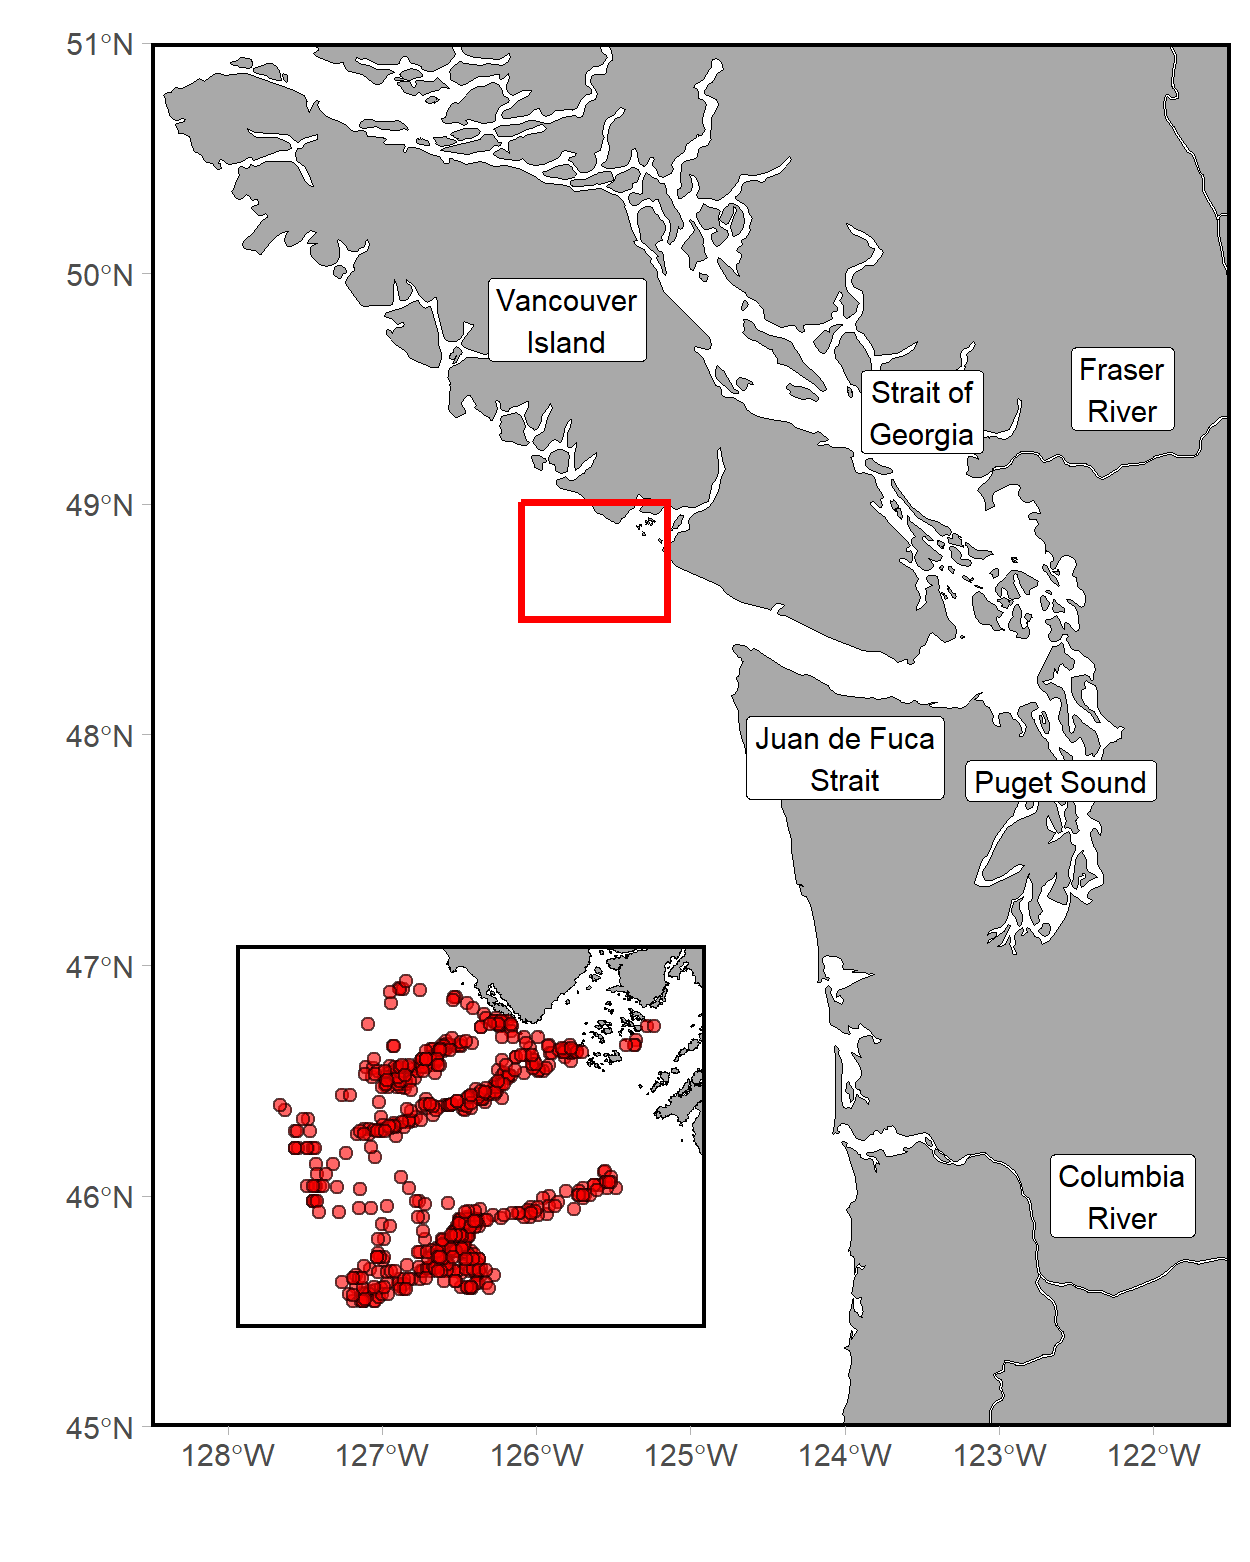 51°N
50°N
49°N
48°N
47°N
46°N
45°N
Vancouver
Island
Strait of
Georgia
Fraser
River
Juan de Fuca
Strait
Puget Sound
Columbia
River
128°W
127°W
126°W
125°W
124°W
123°W
122°W